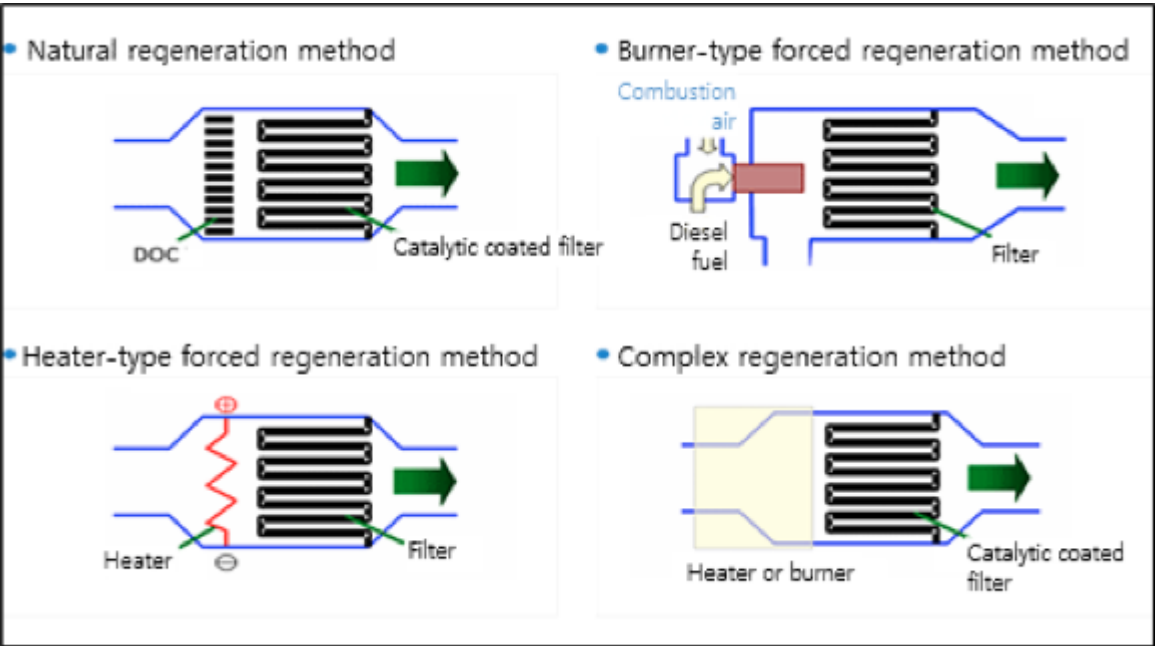 • Natural regeneration method
DOC
Catalytic coated filter
• Burner-type forced regeneration method
Combustion
air
Diesel
fuel
Filter
• Heater-type forced regeneration method
⊕
Heater
⊖
Filter
• Complex regeneration method
Heater or burner
Catalytic coated
filter